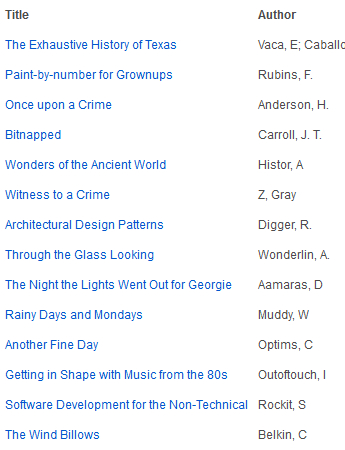 Title Author
The Exhaustive History of Texas Vaca, E; Caballo
Paint-by-number for Grownups Rubins, F.
Once upon a Crime Anderson, H.
Bitnapped Carroll, J. T.
Wonders of the Ancient World Histor, A
Witness to a Crime Z, Gray
Architectural Design Patterns Digger, R.
Through the Glass Looking Wonderlin, A.
The Night the Lights Went Out for Georgie Aamaras, D
Rainy Days and Mondays Muddy, W
Another Fine Day Optims, C
Getting in Shape with Music from the 80s Outoftouch, I
Software Development for the Non-Technical Rockit, S
The Wind Billows Belkin, C